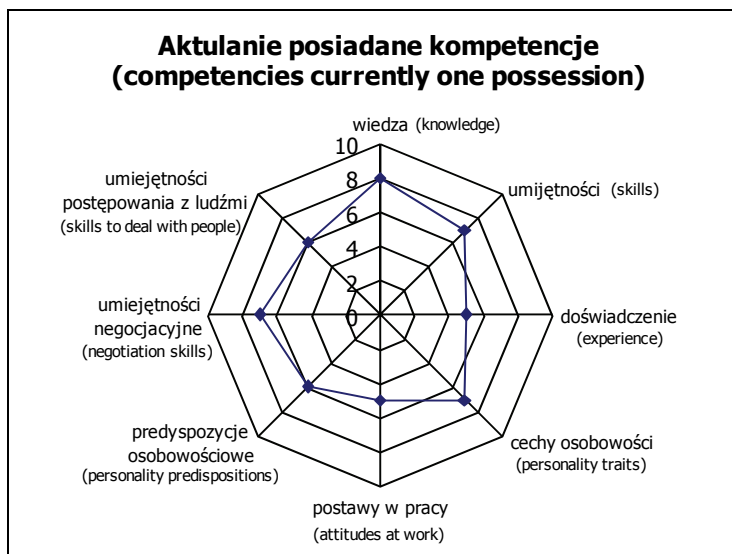 Aktulanie posiadane kompetencje
(competencies currently one possession)
wiedza (knowledge)
10
8
6
4
2
0
umijętności (skills)
doświadczenie
(experience)
cechy osobowości
(personality traits)
postawy w pracy
(attitudes at work)
predyspozycje
osobowościowe
(personality predispositions)
umiejętności
negocjacyjne
(negotiation skills)
umiejętności
postępowania z ludźmi
(skills to deal with people)